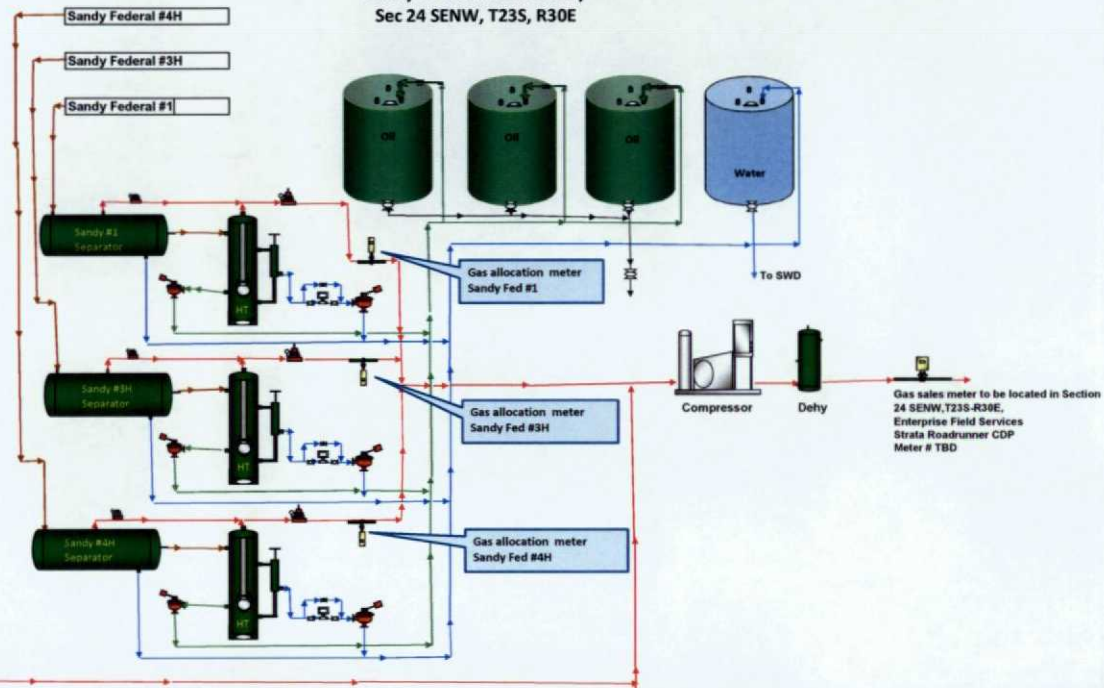 Sec 24 SENW, T23S, R30E
Sandy Federal #4H
Sandy Federal #3H
Sandy Federal #1
Oil
Oil
Oil
Water
To SWD
Sandy #1
Separator
HT
Gas allocation meter
Sandy Fed #1
Sandy #3H
Separator
HT
Gas allocation meter
Sandy Fed #3H
Compressor
Dehy
Gas sales meter to be located in Section
24 SENW,T23S-R30E,
Enterprise Field Services
Strata Roadrunner CDP
Meter # TBD
Sandy #4H
Separator
HT
Gas allocation meter
Sandy Fed #4H